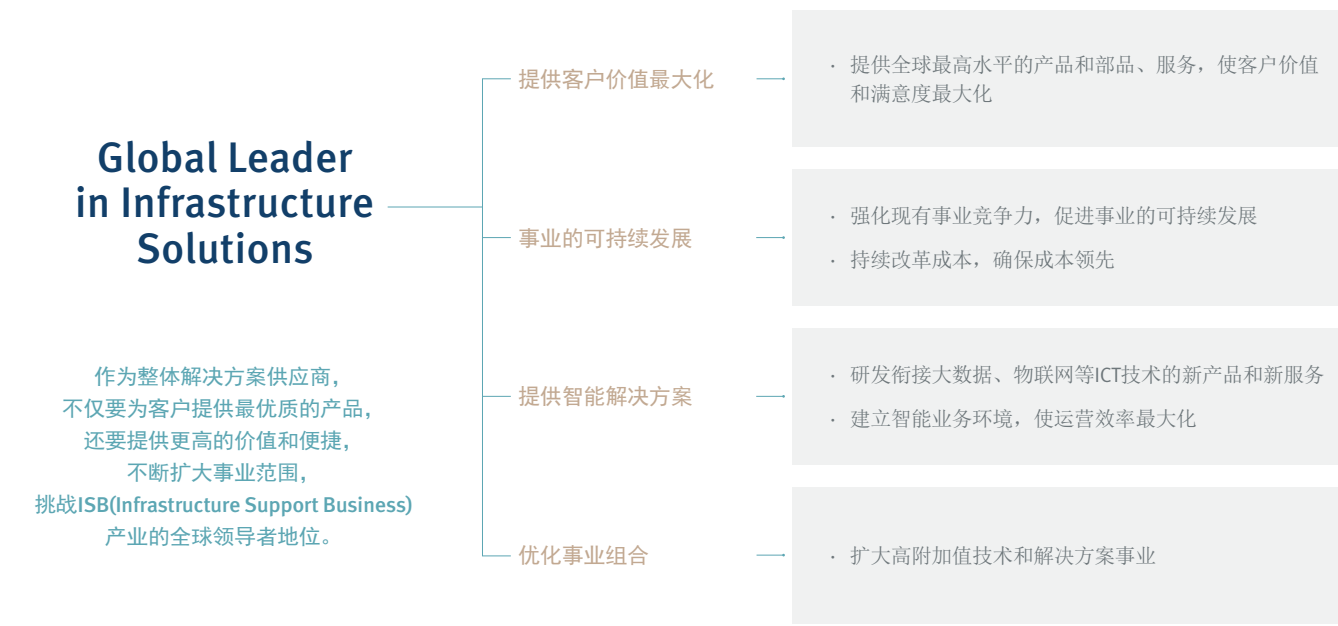 Global Leader
in Infrastructure
Solutions
作为整体解决方案供应商，
不仅要为客户提供最优质的产品，
还要提供更高的价值和便捷，
不断扩大事业范围，
挑战ISB(Infrastructure Support Business)
产业的全球领导者地位。
提供客户价值最大化
· 提供全球最高水平的产品和部品、服务，使客户价值
和满意度最大化
事业的可持续发展
· 强化现有事业竞争力，促进事业的可持续发展
· 持续改革成本，确保成本领先
提供智能解决方案
· 研发衔接大数据、物联网等ICT技术的新产品和新服务
· 建立智能业务环境，使运营效率最大化
优化事业组合
· 扩大高附加值技术和解决方案事业